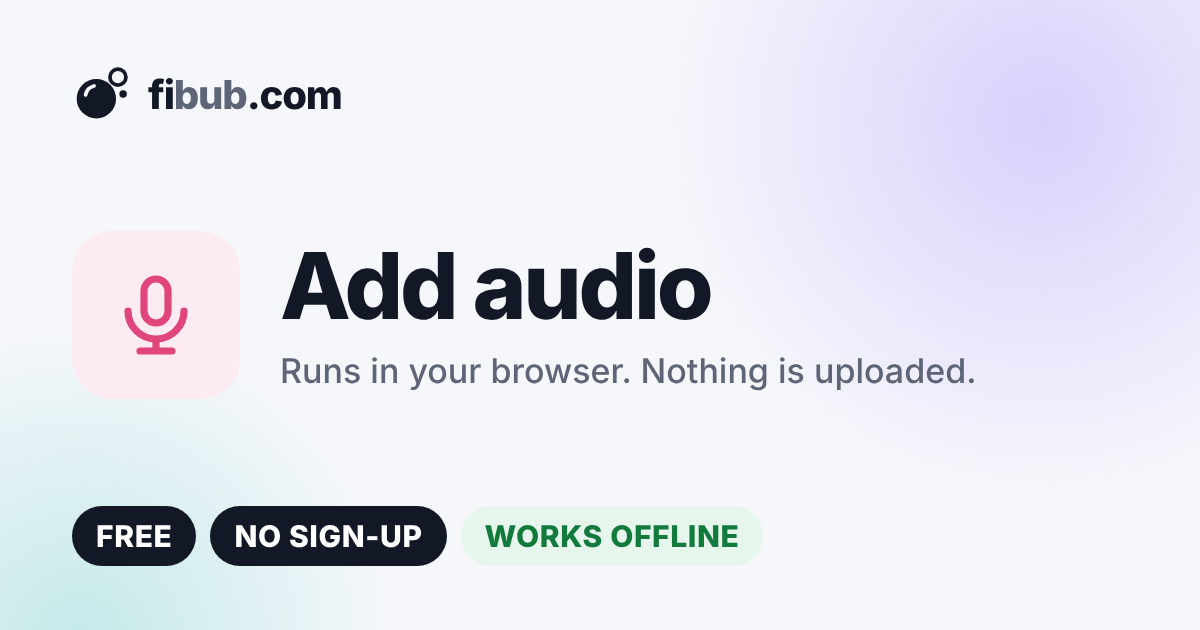 fibub.com
Add audio
Runs in your browser. Nothing is uploaded.
FREE NO SIGN-UP WORKS OFFLINE